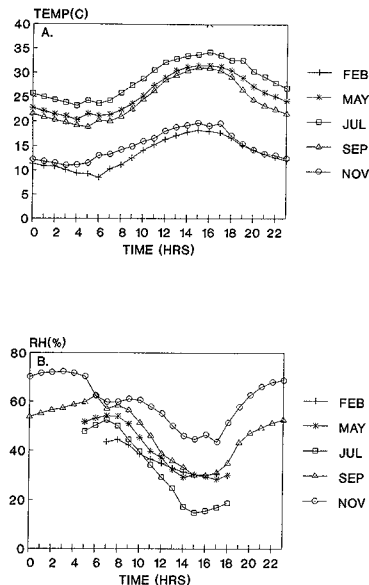 TEMP(C)
A.
40
35
30
25
20
15
10
5
0
0 2 4 6 8 10 12 14 16 18 20 22
TIME (HRS)
FEB
MAY
JUL
SEP
NOV
RH(%)
B.
80
60
40
20
0
0 2 4 6 8 10 12 14 16 18 20 22
TIME (HRS)
FEB
MAY
JUL
SEP
NOV